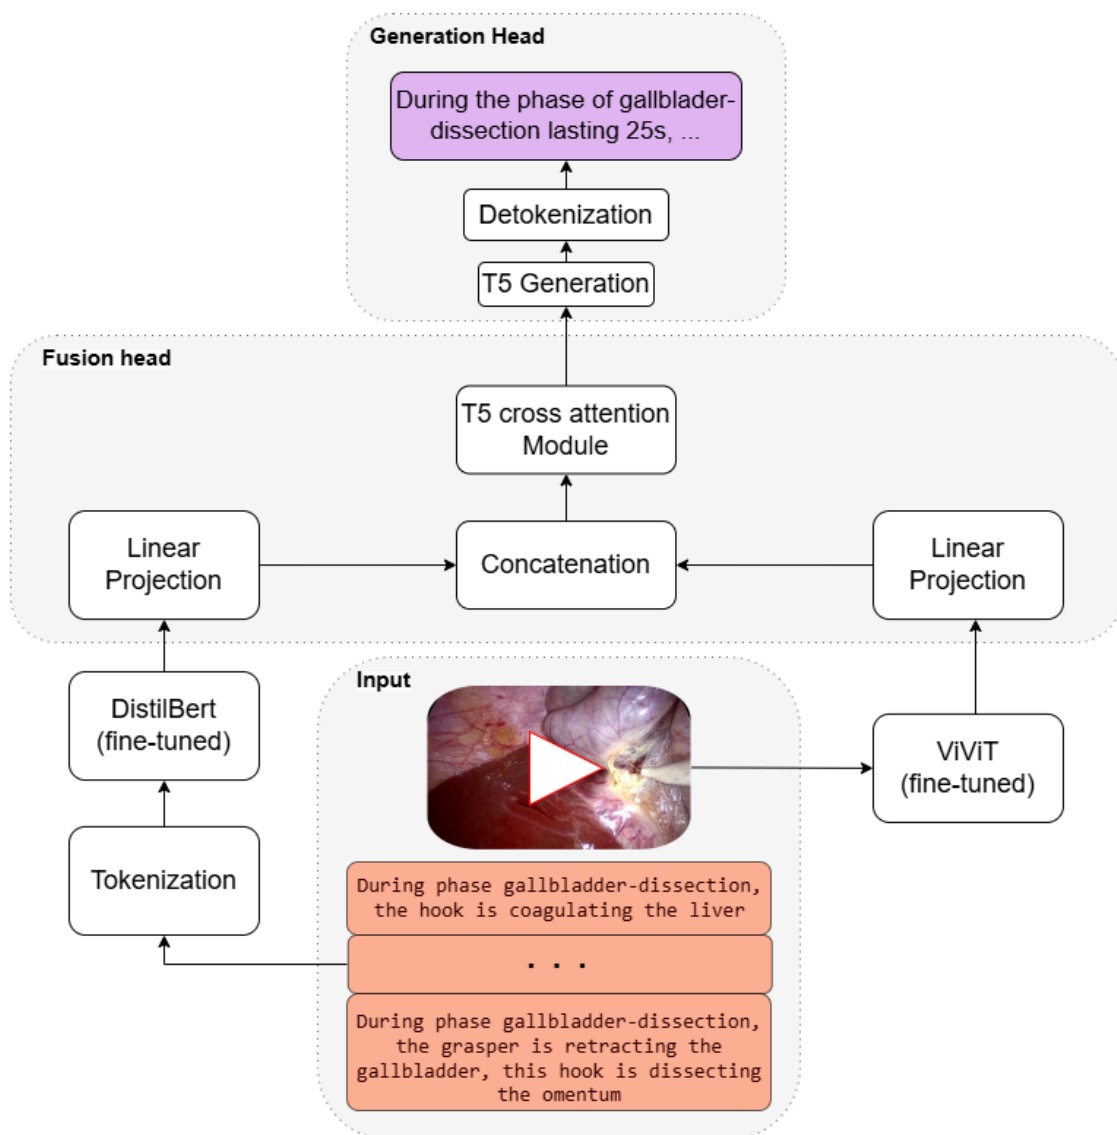 Generation Head
During the phase of gallblader-
dissection lasting 25s, ...
Detokenization
T5 Generation
Fusion head
T5 cross attention
Module
Linear
Projection
Concatenation
Linear
Projection
DistilBert
(fine-tuned)
Input
ViViT
(fine-tuned)
Tokenization
During phase gallbladder-dissection,
the hook is coagulating the liver
. . .
During phase gallbladder-dissection,
the grasper is retracting the
gallbladder, this hook is dissecting
the omentum